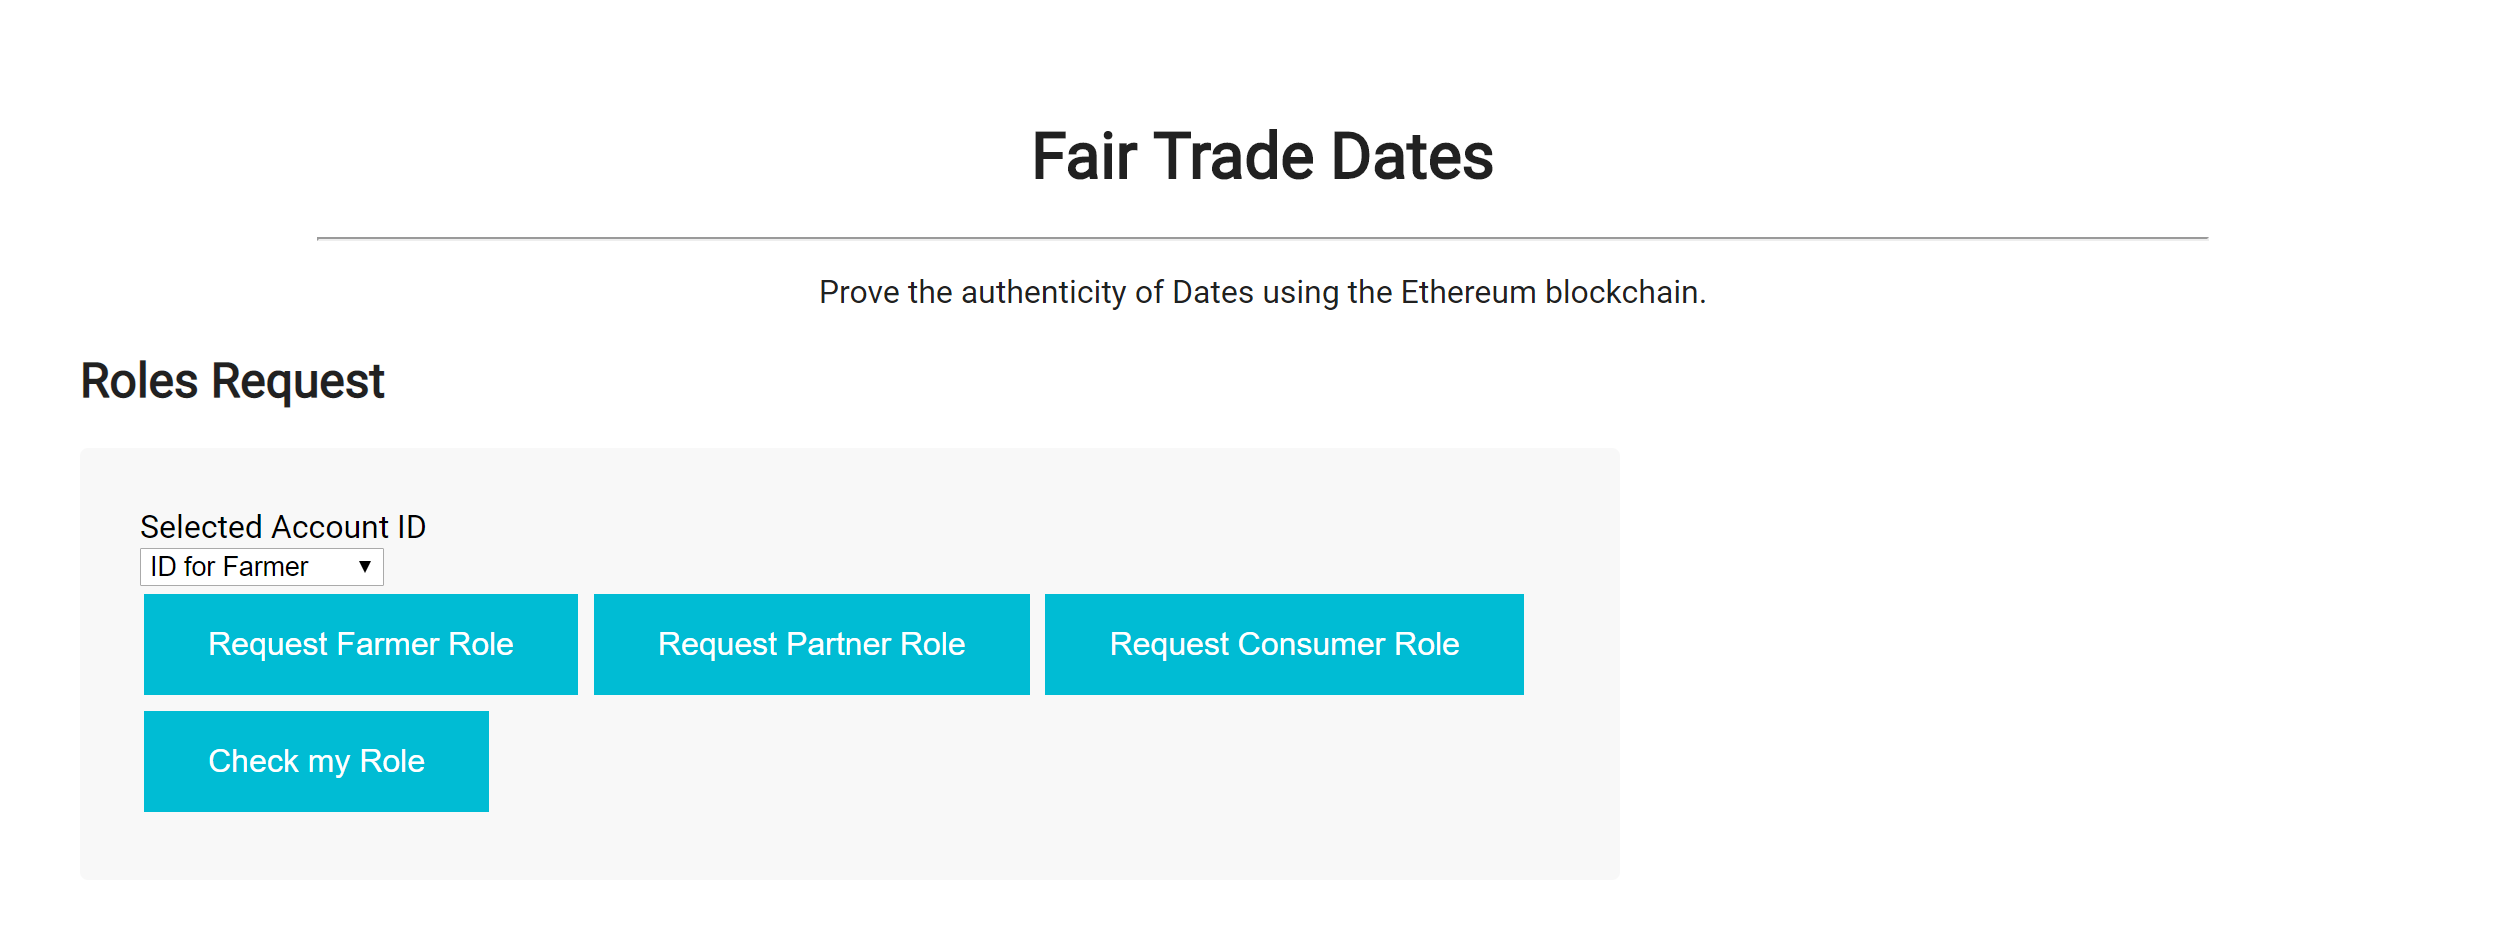 Fair Trade Dates
Prove the authenticity of Dates using the Ethereum blockchain.
Roles Request
Selected Account ID
ID for Farmer
Request Farmer Role
Request Partner Role
Request Consumer Role
Check my Role